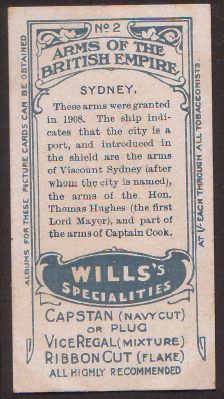 No 2
ARMS OF THE
BRITISH EMPIRE.
SYDNEY.
These arms were granted
in 1908. The ship indi-
cates that the city is a
port, and introduced in
the shield are the arms
of Viscount Sydney (after
whom the city is named),
the arms of the Hon.
Thomas Hughes (the first
Lord Mayor), and part of
the arms of Captain Cook.
WILLS'S
SPECIALITIES
CAPSTAN (NAVY CUT)
OR PLUG
VICE REGAL (MIXTURE)
RIBBON CUT (FLAKE)
ALL HIGHLY RECOMMENDED
ALBUMS FOR THESE PICTURE CARDS CAN BE OBTAINED
AT 1/- EACH THROUGH ALL TOBACCONISTS